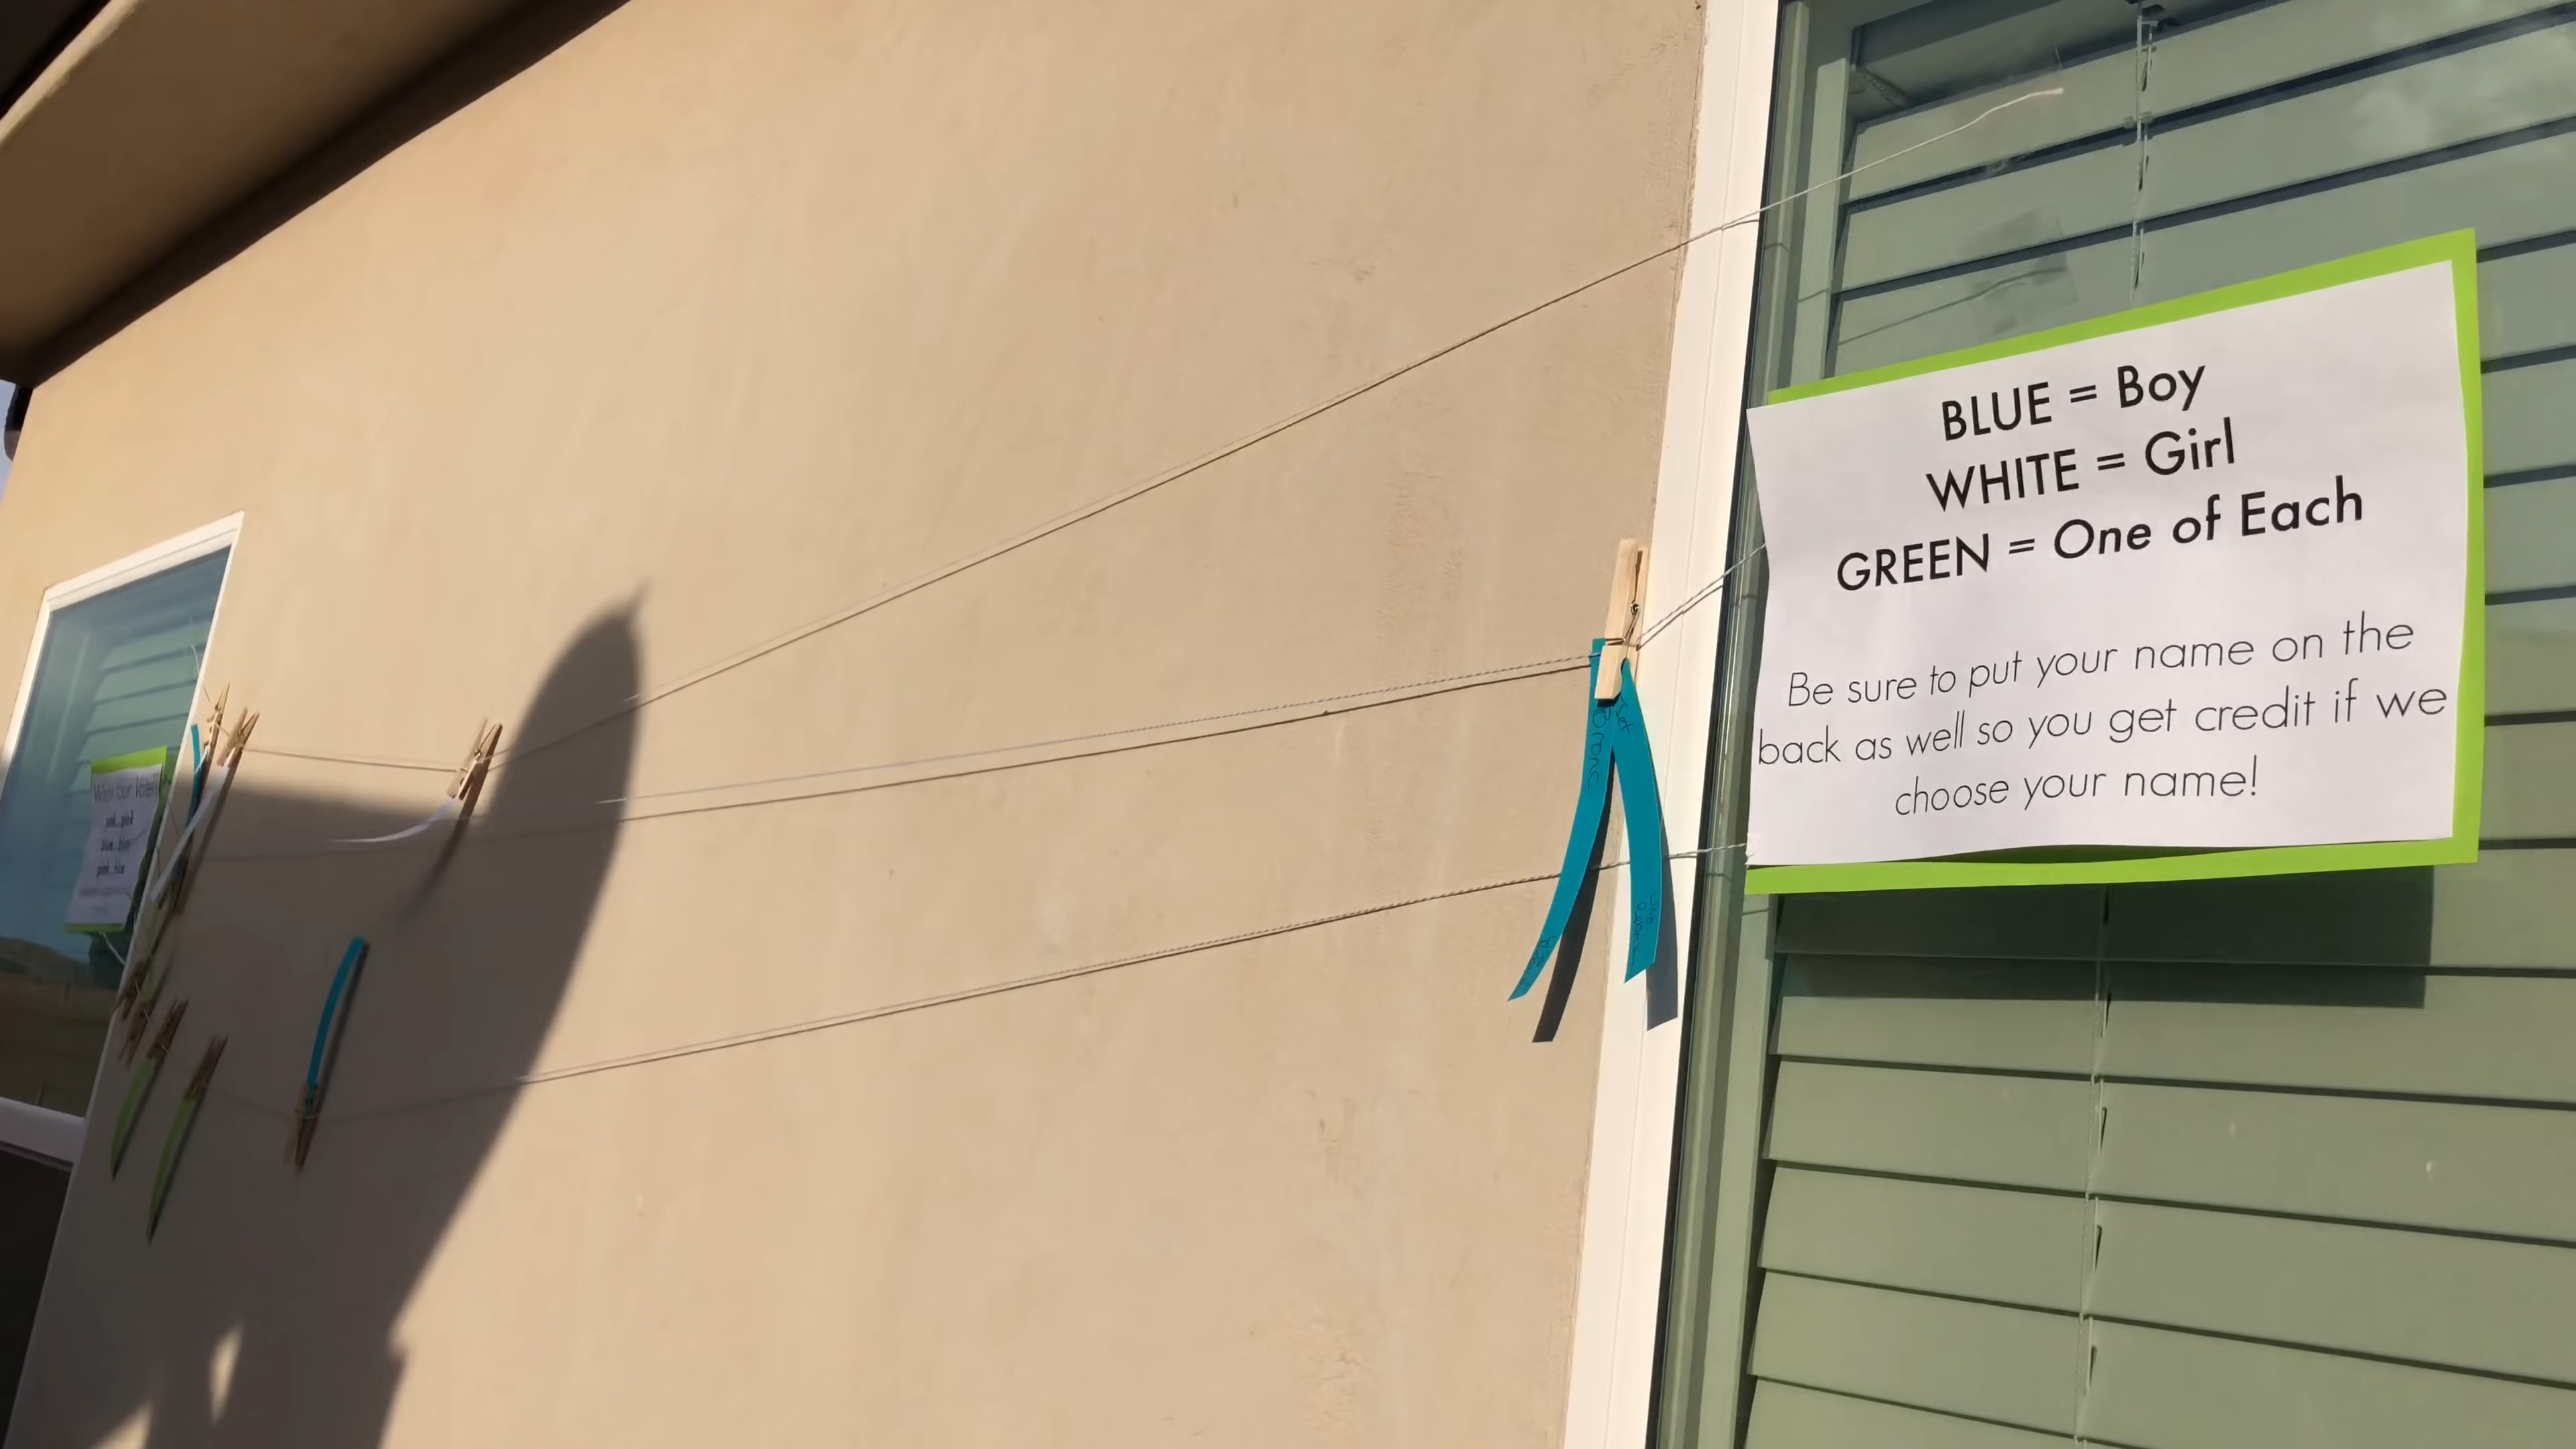 BLUE = Boy
WHITE = Girl
GREEN = One of Each
Be sure to put your name on the
back as well so you get credit if we
choose your name!